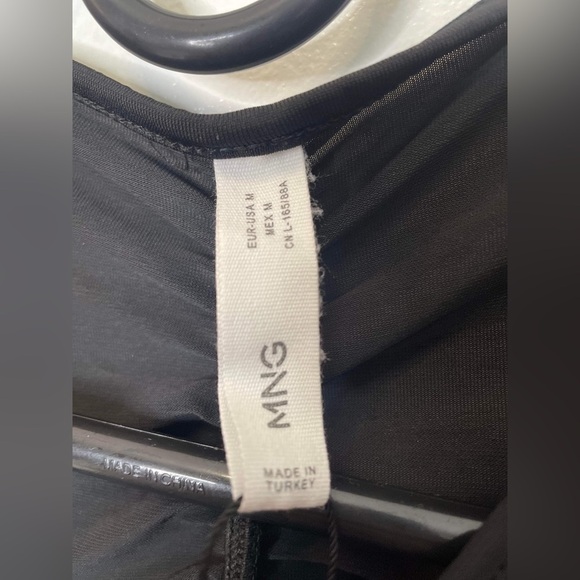 EUR-USA M
MEX M
CN L-165/88A
MNG
MADE IN
TURKEY
MADE IN CHINA